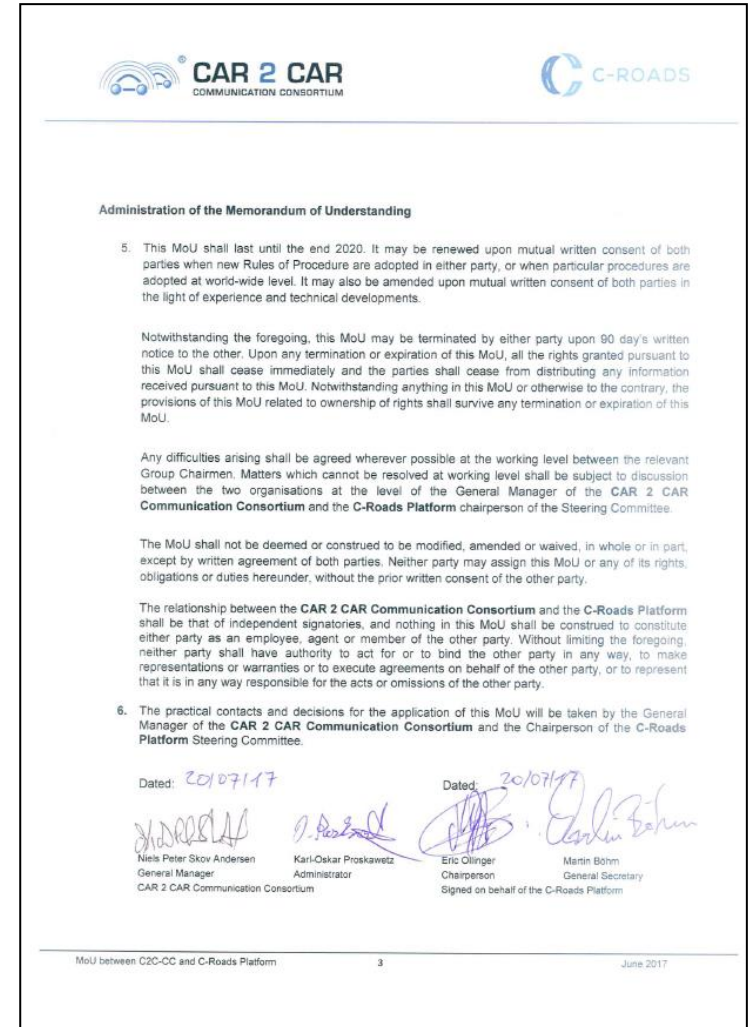 CAR 2 CAR
COMMUNICATION CONSORTIUM
C-ROADS
Administration of the Memorandum of Understanding
5. This MoU shall last until the end 2020. It may be renewed upon mutual written consent of both
parties when new Rules of Procedure are adopted in either party, or when particular procedures are
adopted at world-wide level. It may also be amended upon mutual written consent of both parties in
the light of experience and technical developments.
Notwithstanding the foregoing, this MoU may be terminated by either party upon 90 day's written
notice to the other. Upon any termination or expiration of this MoU, all the rights granted pursuant to
this MoU shall cease immediately and the parties shall cease from distributing any information
received pursuant to this MoU. Notwithstanding anything in this MoU or otherwise to the contrary, the
provisions of this MoU related to ownership of rights shall survive any termination or expiration of this
MoU.
Any difficulties arising shall be agreed wherever possible at the working level between the relevant
Group Chairmen. Matters which cannot be resolved at working level shall be subject to discussion
between the two organisations at the level of the General Manager of the CAR 2 CAR
Communication Consortium and the C-Roads Platform chairperson of the Steering Committee.
The MoU shall not be deemed or construed to be modified, amended or waived, in whole or in part,
except by written agreement of both parties. Neither party may assign this MoU or any of its rights,
obligations or duties hereunder, without the prior written consent of the other party.
The relationship between the CAR 2 CAR Communication Consortium and the C-Roads Platform
shall be that of independent signatories, and nothing in this MoU shall be construed to constitute
either party as an employee, agent or member of the other party. Without limiting the foregoing,
neither party shall have authority to act for or to bind the other party in any way, to make
representations or warranties or to execute agreements on behalf of the other party, or to represent
that it is in any way responsible for the acts or omissions of the other party.
6. The practical contacts and decisions for the application of this MoU will be taken by the General
Manager of the CAR 2 CAR Communication Consortium and the Chairperson of the C-Roads
Platform Steering Committee.
Dated: 20/07/17 Dated: 20/07/17
Niels Peter Skov Andersen Karl-Oskar Proskawetz Eric Ollinger Martin Böhm
General Manager Administrator Chairperson General Secretary
CAR 2 CAR Communication Consortium Signed on behalf of the C-Roads Platform
MoU between C2C-CC and C-Roads Platform 3 June 2017